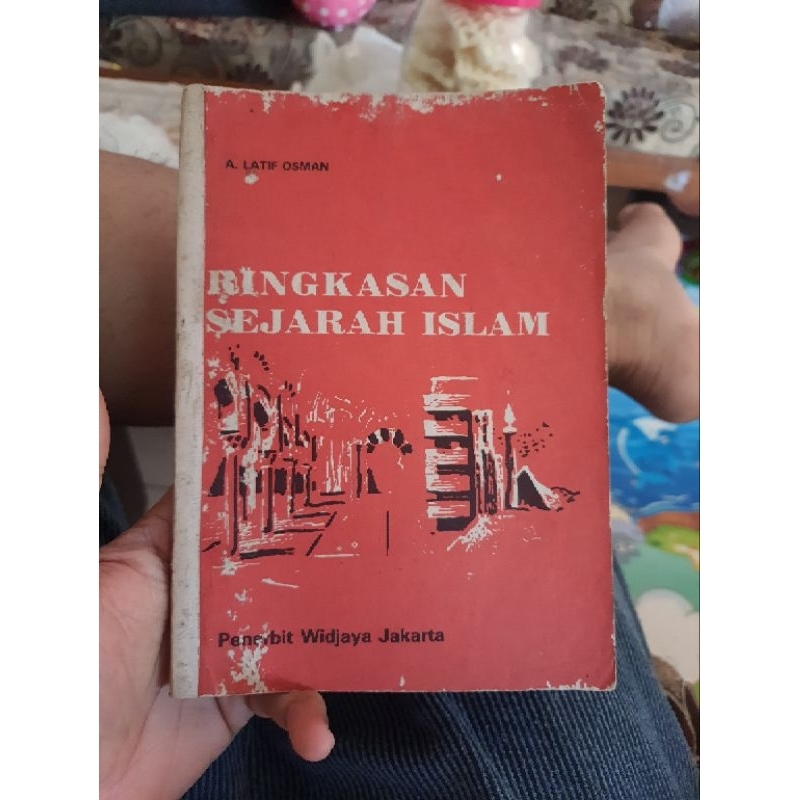 A. LATIF OSMAN
RINGKASAN
SEJARAH ISLAM
Penerbit Widjaya Jakarta